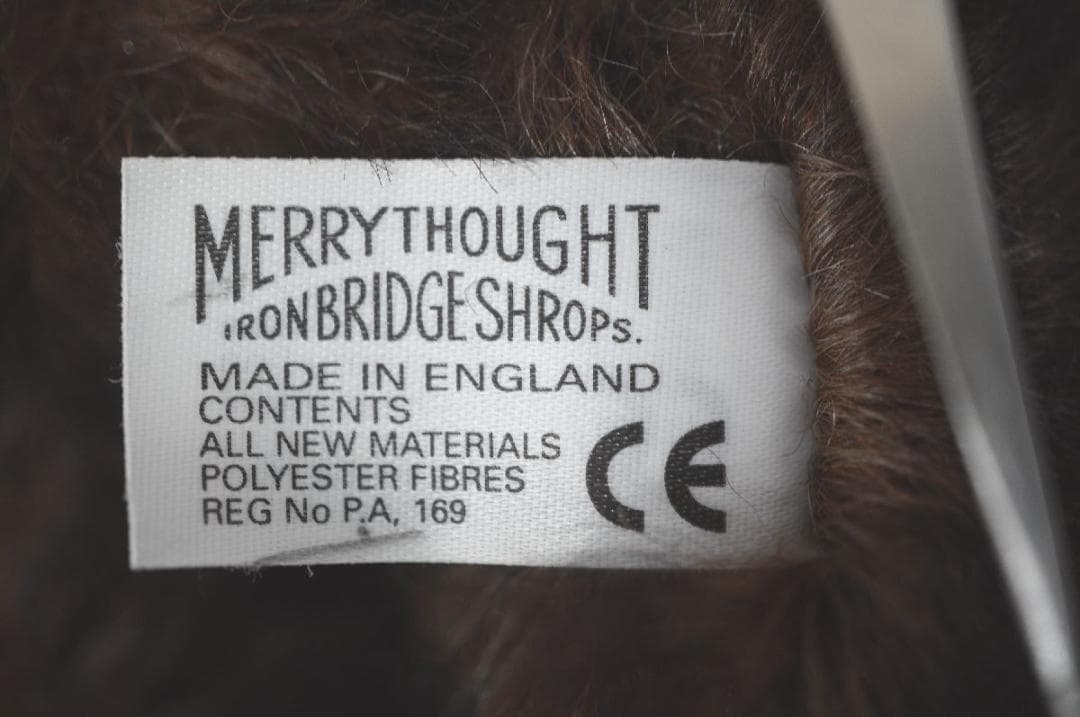 MERRYTHOUGHT
IRONBRIDGE SHROPS.
MADE IN ENGLAND
CONTENTS
ALL NEW MATERIALS
POLYESTER FIBRES
REG No P.A, 169
CE